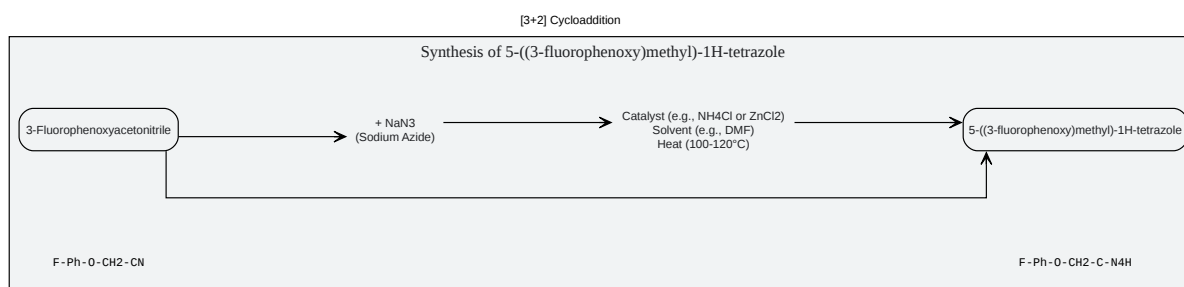 [3+2] Cycloaddition
Synthesis of 5-((3-fluorophenoxy)methyl)-1H-tetrazole
3-Fluorophenoxyacetonitrile
+ NaN3
(Sodium Azide)
Catalyst (e.g., NH4Cl or ZnCl2)
Solvent (e.g., DMF)
Heat (100-120°C)
5-((3-fluorophenoxy)methyl)-1H-tetrazole
F-Ph-O-CH2-CN
F-Ph-O-CH2-C-N4H